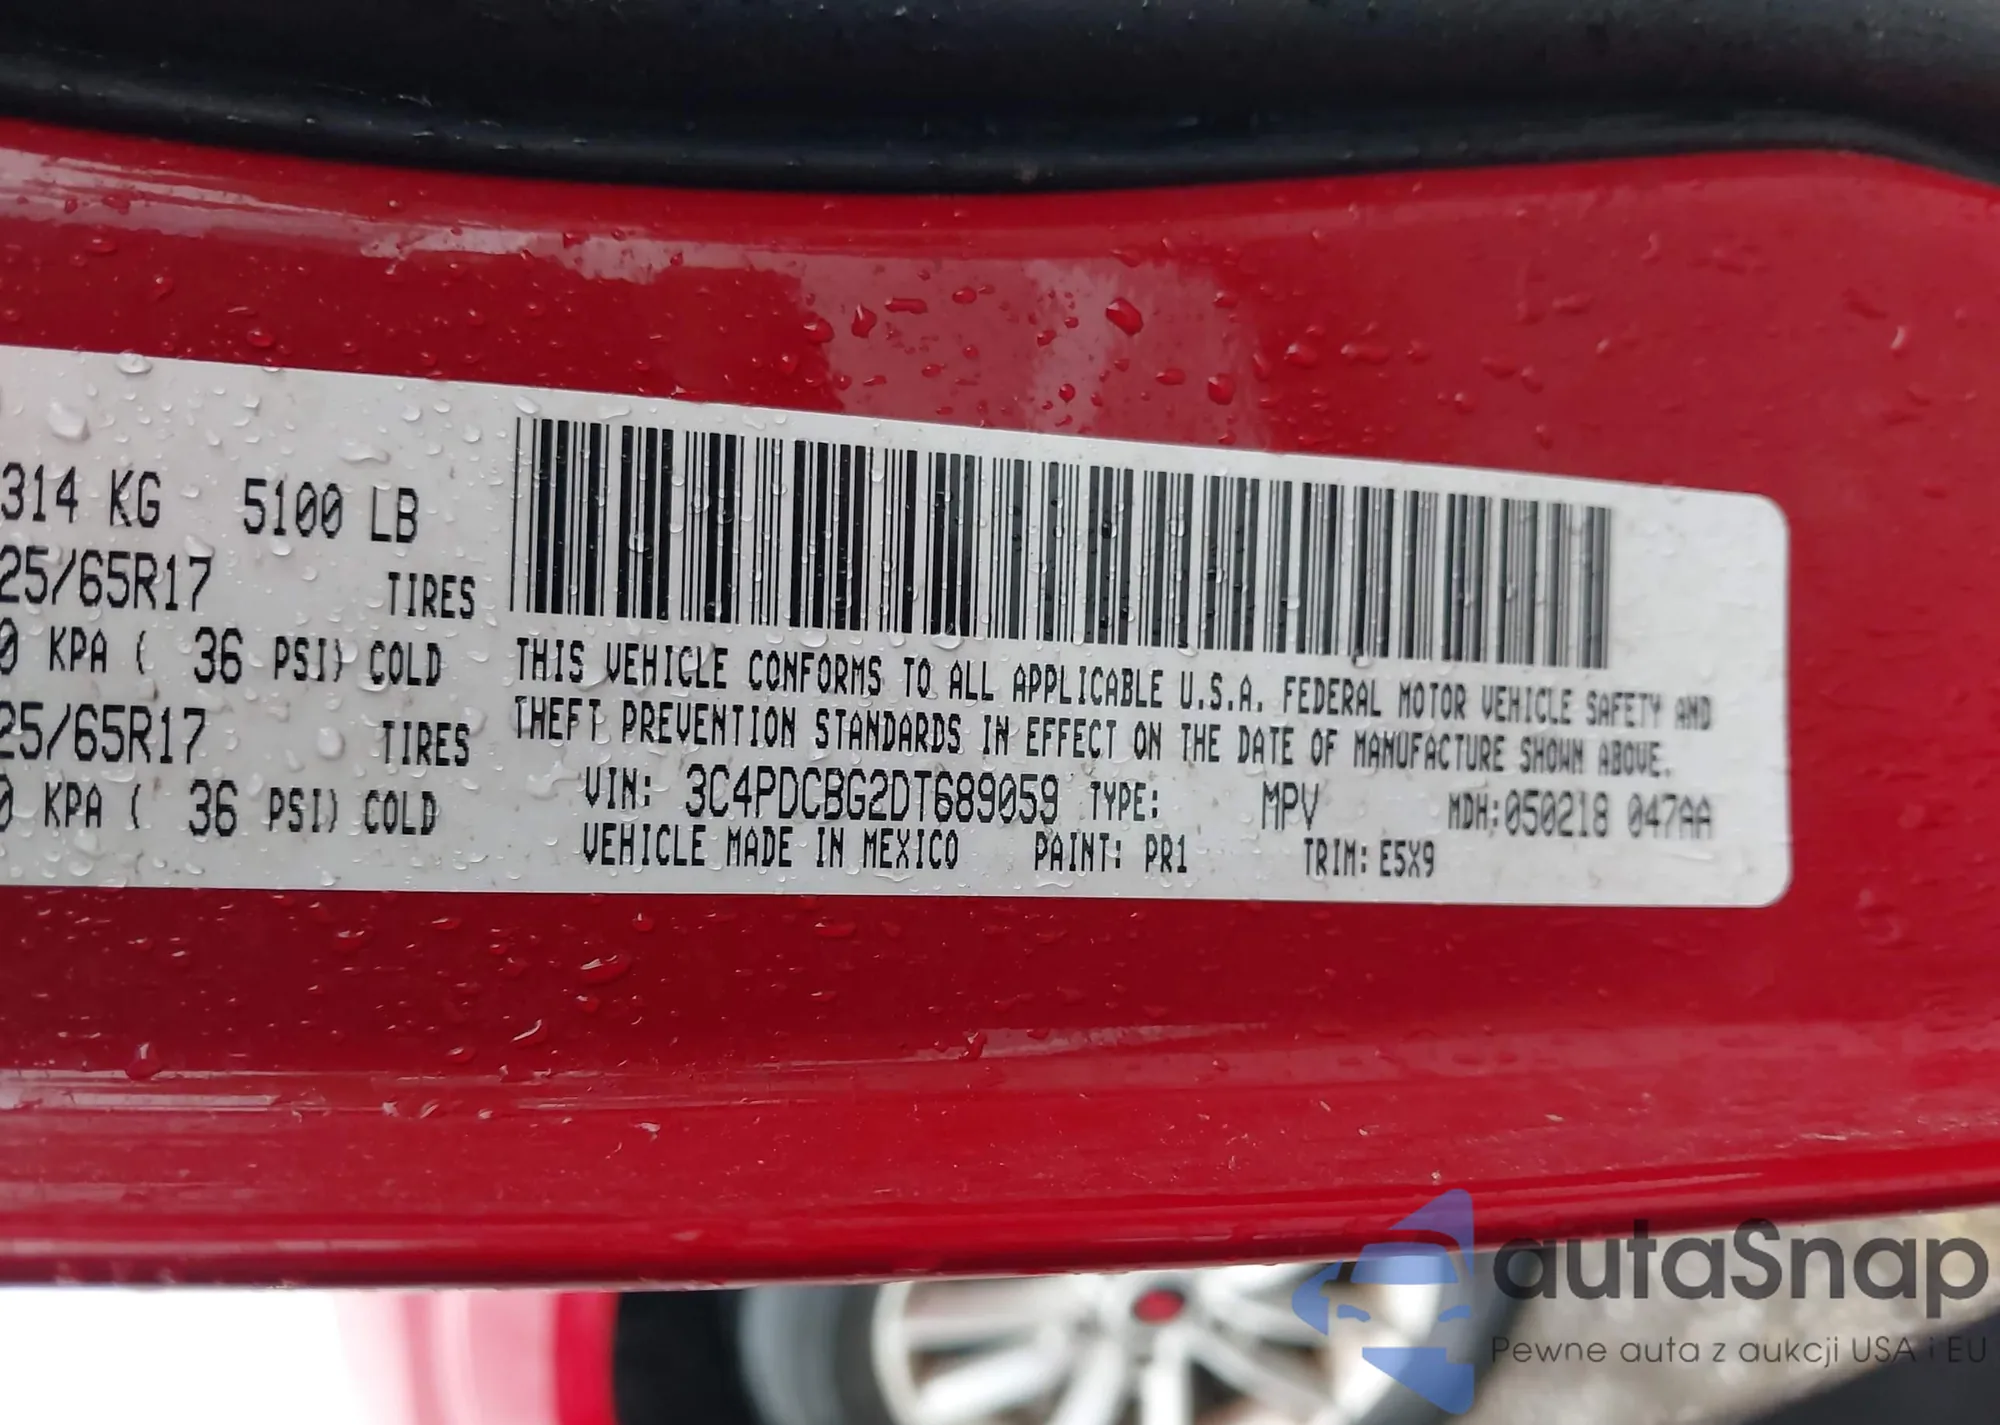 314 KG 5100 LB
25/65R17 TIRES
0 KPA ( 36 PSI) COLD
25/65R17 TIRES
0 KPA ( 36 PSI) COLD
THIS VEHICLE CONFORMS TO ALL APPLICABLE U.S.A. FEDERAL MOTOR VEHICLE SAFETY AND
THEFT PREVENTION STANDARDS IN EFFECT ON THE DATE OF MANUFACTURE SHOWN ABOVE.
VIN: 3C4PDCBG2DT689059 TYPE: MPV MDH:050218 047AA
VEHICLE MADE IN MEXICO PAINT: PR1 TRIM: E5X9
autaSnap
Pewne auta z aukcji USA i EU